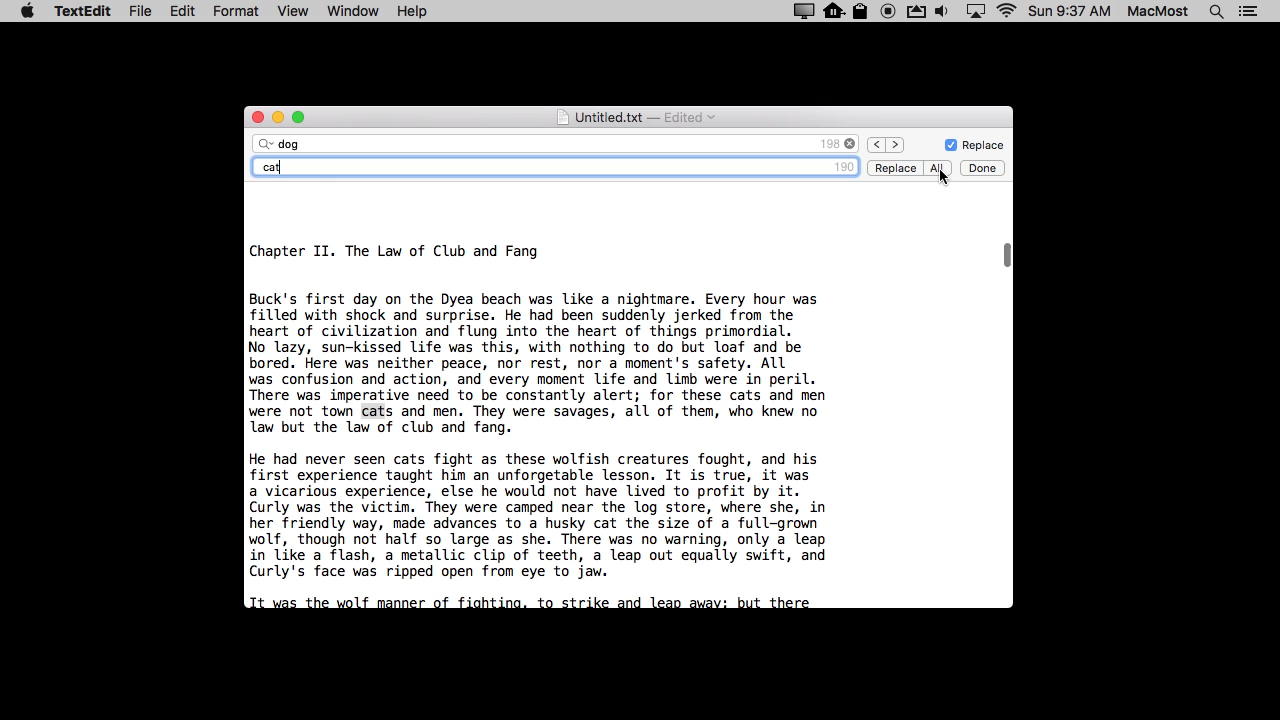 TextEdit File Edit Format View Window Help Sun 9:37 AM MacMost
Untitled.txt — Edited
dog 198 Replace
cat 190 Replace All Done
Chapter II. The Law of Club and Fang
Buck's first day on the Dyea beach was like a nightmare. Every hour was
filled with shock and surprise. He had been suddenly jerked from the
heart of civilization and flung into the heart of things primordial.
No lazy, sun-kissed life was this, with nothing to do but loaf and be
bored. Here was neither peace, nor rest, nor a moment's safety. All
was confusion and action, and every moment life and limb were in peril.
There was imperative need to be constantly alert; for these cats and men
were not town cats and men. They were savages, all of them, who knew no
law but the law of club and fang.
He had never seen cats fight as these wolfish creatures fought, and his
first experience taught him an unforgetable lesson. It is true, it was
a vicarious experience, else he would not have lived to profit by it.
Curly was the victim. They were camped near the log store, where she, in
her friendly way, made advances to a husky cat the size of a full-grown
wolf, though not half so large as she. There was no warning, only a leap
in like a flash, a metallic clip of teeth, a leap out equally swift, and
Curly's face was ripped open from eye to jaw.
It was the wolf manner of fighting, to strike and leap away; but there